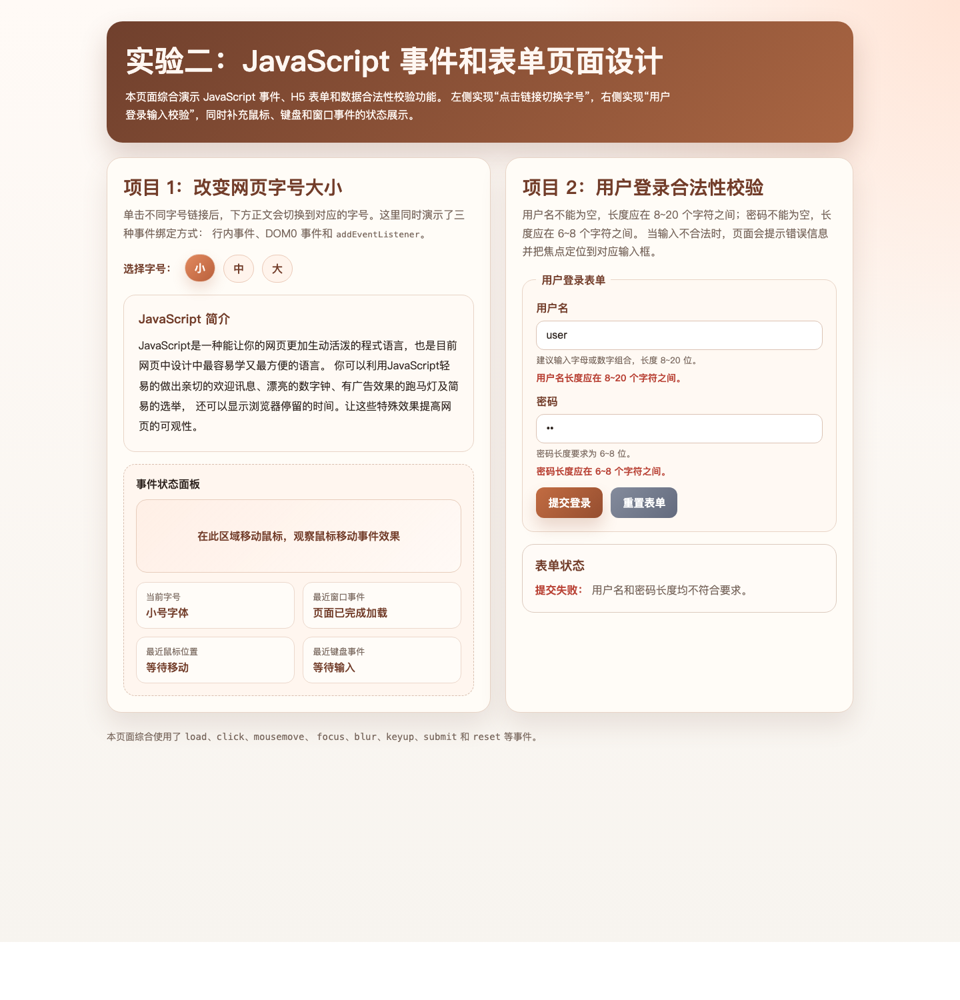 实验二：JavaScript 事件和表单页面设计
本页面综合演示 JavaScript 事件、H5 表单和数据合法性校验功能。 左侧实现“点击链接切换字号”，右侧实现“用户
登录输入校验”，同时补充鼠标、键盘和窗口事件的状态展示。
项目 1：改变网页字号大小
单击不同字号链接后，下方正文会切换到对应的字号。这里同时演示了三
种事件绑定方式： 行内事件、DOM0 事件和 addEventListener。
选择字号： 小 中 大
JavaScript 简介
JavaScript是一种能让你的网页更加生动活泼的程式语言，也是目前
网页中设计中最容易学又最方便的语言。 你可以利用JavaScript轻
易的做出亲切的欢迎讯息、漂亮的数字钟、有广告效果的跑马灯及简
易的选举， 还可以显示浏览器停留的时间。让这些特殊效果提高网
页的可观性。
事件状态面板
在此区域移动鼠标，观察鼠标移动事件效果
当前字号
小号字体
最近窗口事件
页面已完成加载
最近鼠标位置
等待移动
最近键盘事件
等待输入
项目 2：用户登录合法性校验
用户名不能为空，长度应在 8~20 个字符之间；密码不能为空，长
度应在 6~8 个字符之间。 当输入不合法时，页面会提示错误信息
并把焦点定位到对应输入框。
用户登录表单
用户名
user
建议输入字母或数字组合，长度 8~20 位。
用户名长度应在 8~20 个字符之间。
密码
••
密码长度要求为 6~8 位。
密码长度应在 6~8 个字符之间。
提交登录 重置表单
表单状态
提交失败： 用户名和密码长度均不符合要求。
本页面综合使用了 load、click、mousemove、 focus、blur、keyup、submit 和 reset 等事件。